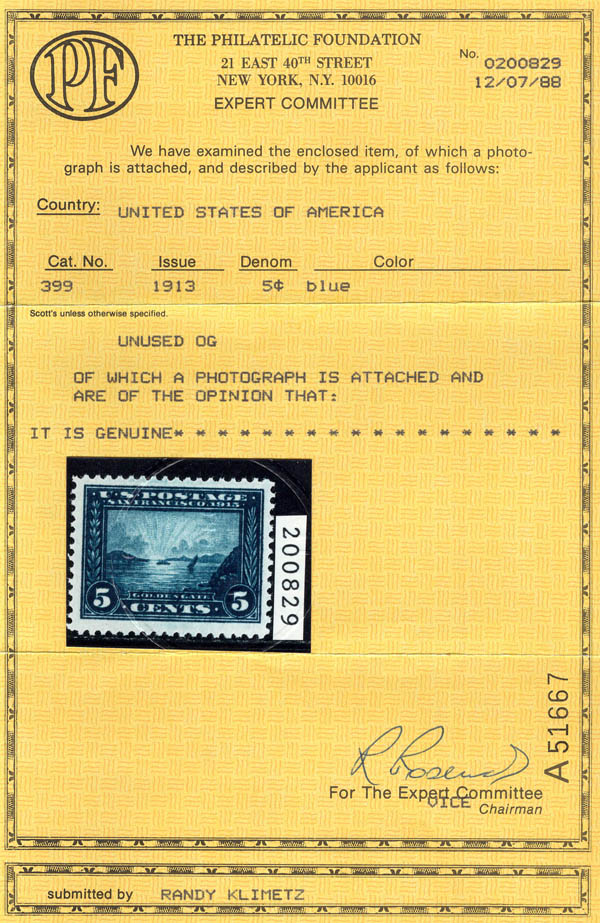 PF
THE PHILATELIC FOUNDATION
21 EAST 40TH STREET
NEW YORK, N.Y. 10016
EXPERT COMMITTEE
No. 0200829
12/07/88
We have examined the enclosed item, of which a photo-
graph is attached, and described by the applicant as follows:
Country: UNITED STATES OF AMERICA
Cat. No. Issue Denom Color
399 1913 5¢ blue
Scott's unless otherwise specified.
UNUSED OG
OF WHICH A PHOTOGRAPH IS ATTACHED AND
ARE OF THE OPINION THAT:
IT IS GENUINE* * * * * * * * * * * * * * * * * *
U.S. POSTAGE
SAN FRANCISCO, 1915
GOLDEN GATE
5 CENTS 5
200829
A 51667
For The Expert Committee
VICE Chairman
submitted by RANDY KLIMETZ